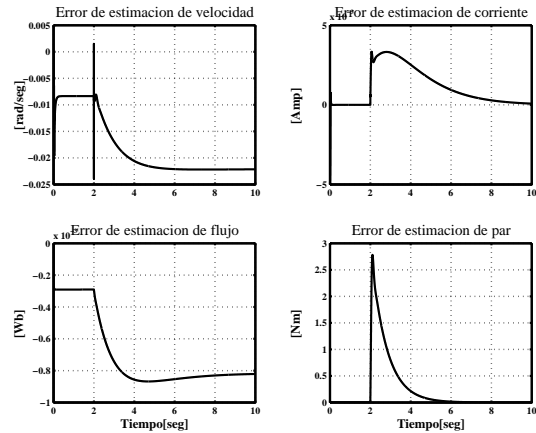 Error de estimacion de velocidad
0.005
0
−0.005
−0.01
−0.015
−0.02
−0.025
[rad/seg]
0 2 4 6 8 10
Error de estimacion de corriente
5
0
−5
[Amp]
0 2 4 6 8 10
Error de estimacion de flujo
0
−0.2
−0.4
−0.6
−0.8
−1
[Wb]
0 2 4 6 8 10
Tiempo[seg]
Error de estimacion de par
3
2.5
2
1.5
1
0.5
0
[Nm]
0 2 4 6 8 10
Tiempo[seg]